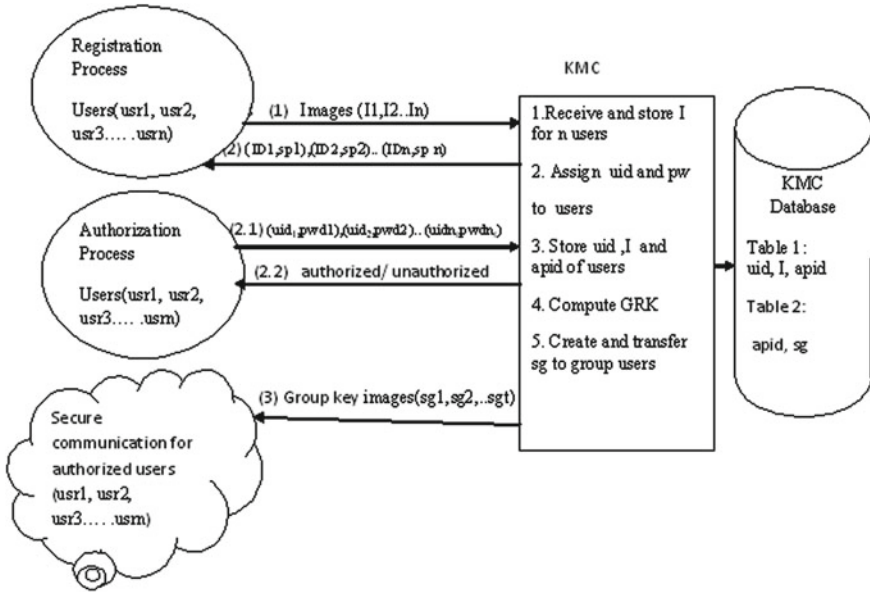 Registration
Process
Users(usr1, usr2,
usr3.... .usrn)
(1) Images (I1,I2..In)
(2) (ID1,sp1),(ID2,sp2).. (IDn,sp n)
Authorization
Process
Users(usr1, usr2,
usr3.... .usrn)
(2.1) (uid1,pwd1),(uid2,pwd2).. (uidn,pwdn,)
(2.2) authorized/ unauthorized
(3) Group key images(sg1,sg2,..sgt)
Secure
communication for
authorized users
(usr1, usr2,
usr3.... .usrn)
KMC
1.Receive and store I
for n users
2. Assign uid and pw
to users
3. Store uid ,I and
apid of users
4. Compute GRK
5. Create and transfer
sg to group users
KMC
Database
Table 1:
uid, I, apid
Table 2:
apid, sg